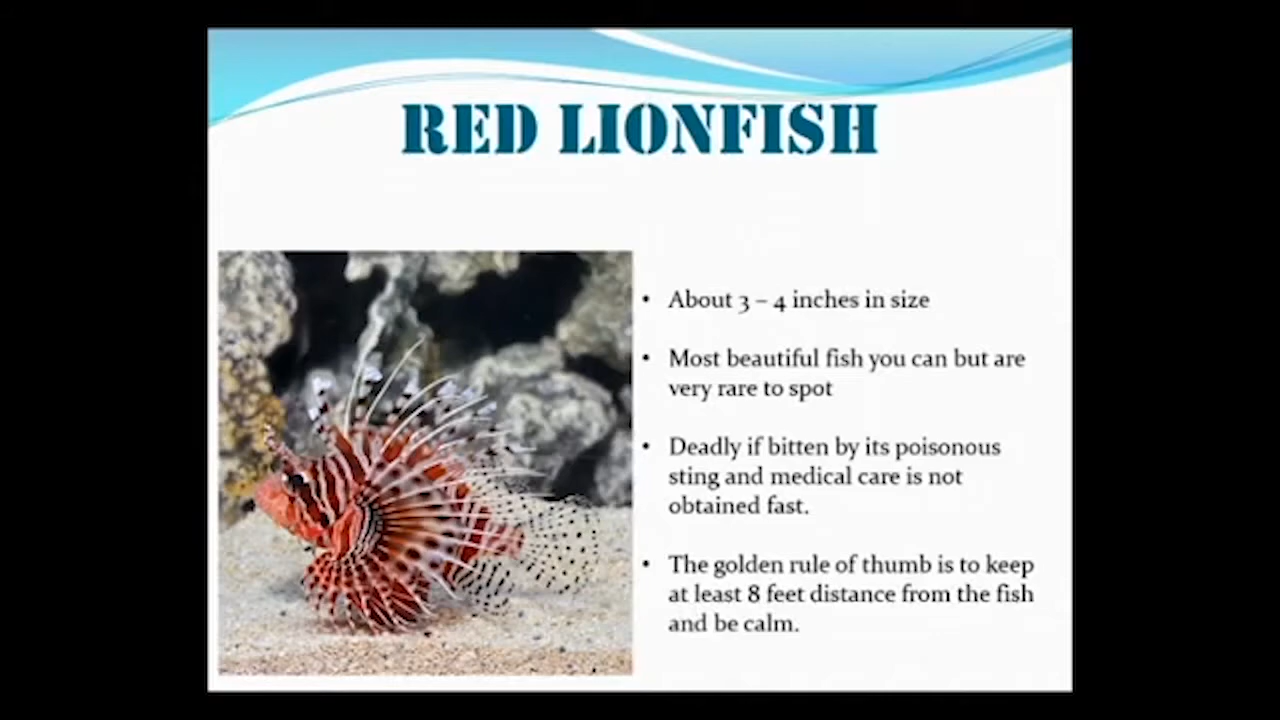 RED LIONFISH
• About 3 – 4 inches in size
• Most beautiful fish you can but are
very rare to spot
• Deadly if bitten by its poisonous
sting and medical care is not
obtained fast.
• The golden rule of thumb is to keep
at least 8 feet distance from the fish
and be calm.